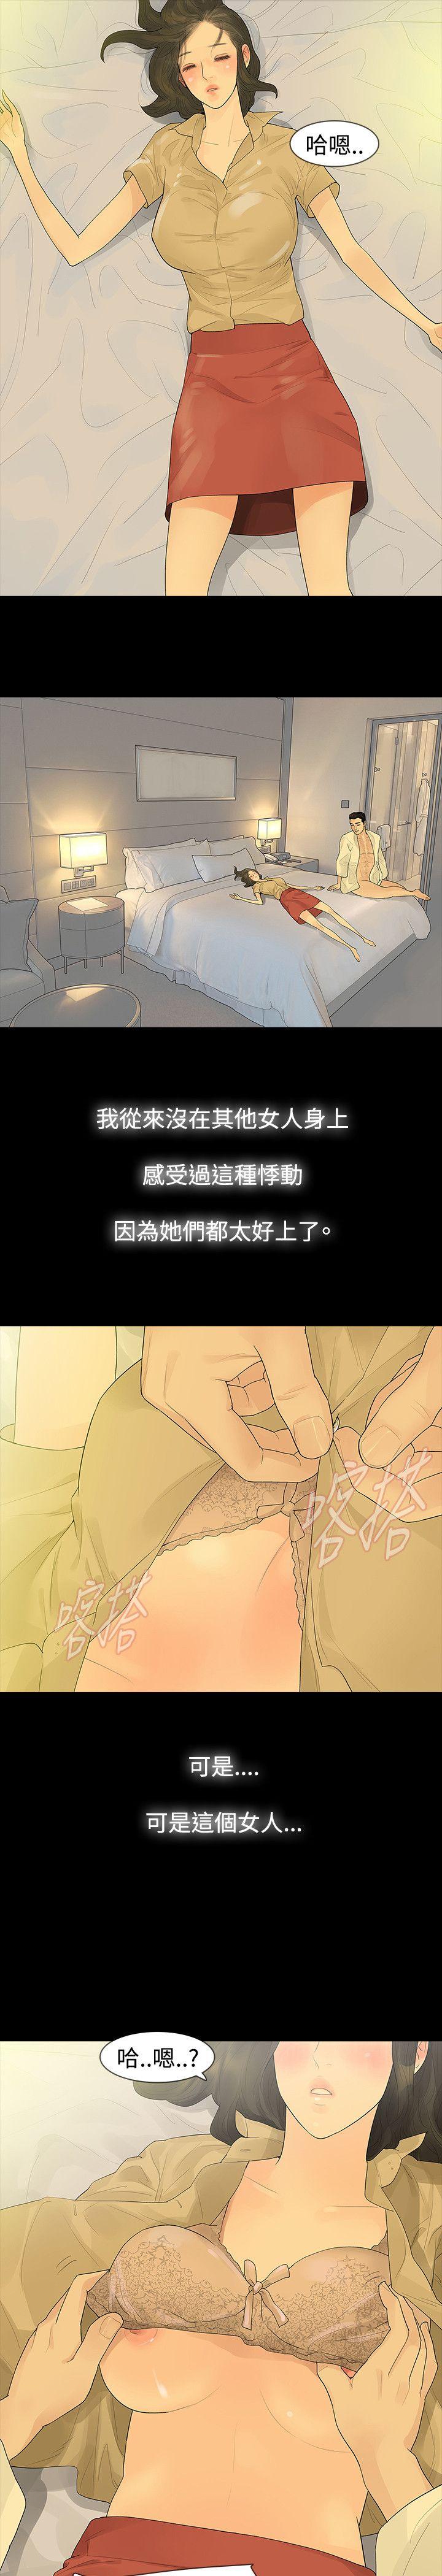 哈嗯..
我從來沒在其他女人身上
感受過這種悸動
因為她們都太好上了。
喀搭
喀搭
可是....
可是這個女人...
哈..嗯..?